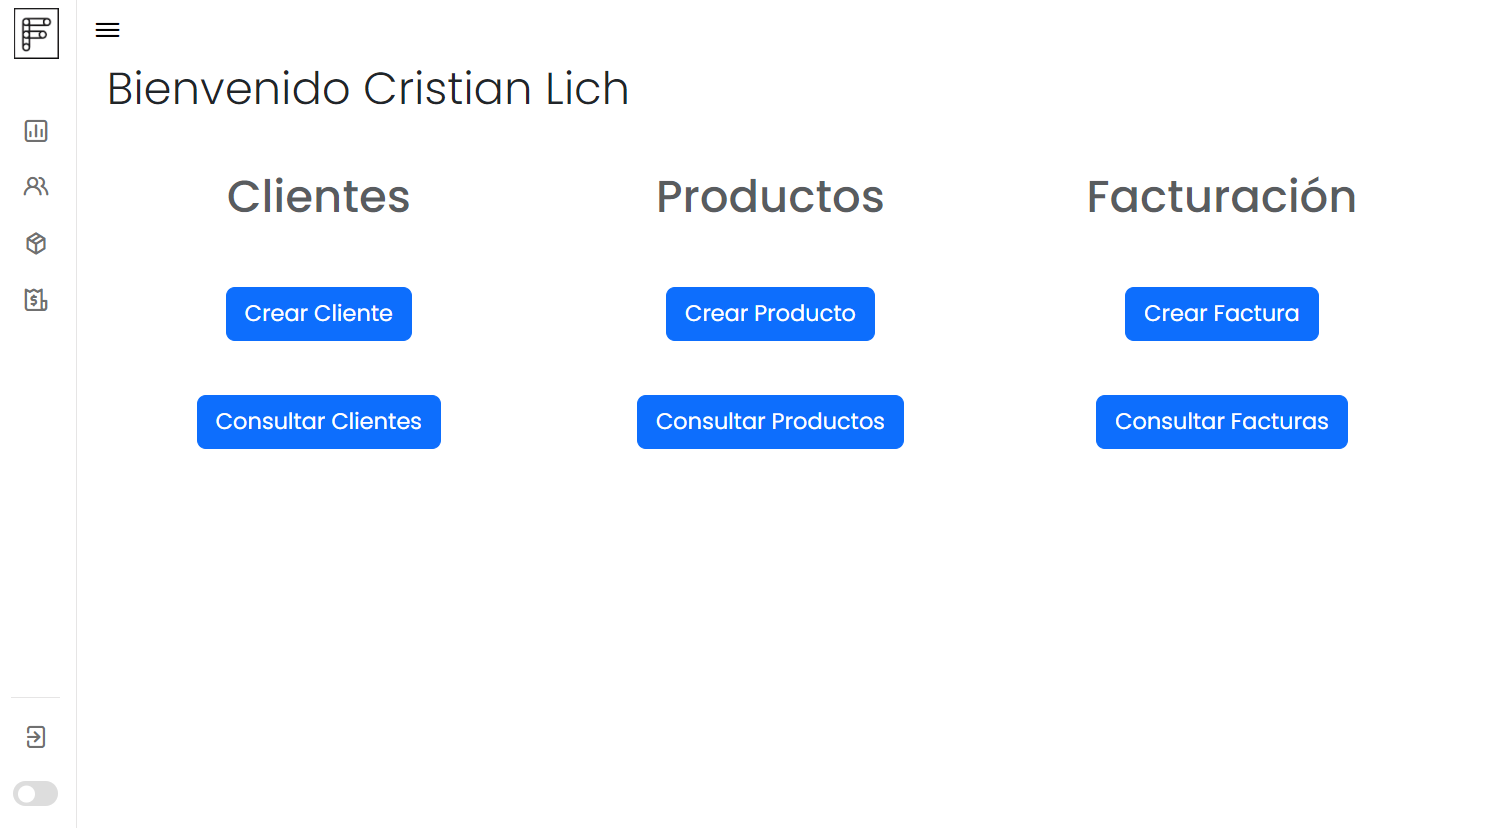 Bienvenido Cristian Lich
Clientes
Productos
Facturación
Crear Cliente
Crear Producto
Crear Factura
Consultar Clientes
Consultar Productos
Consultar Facturas